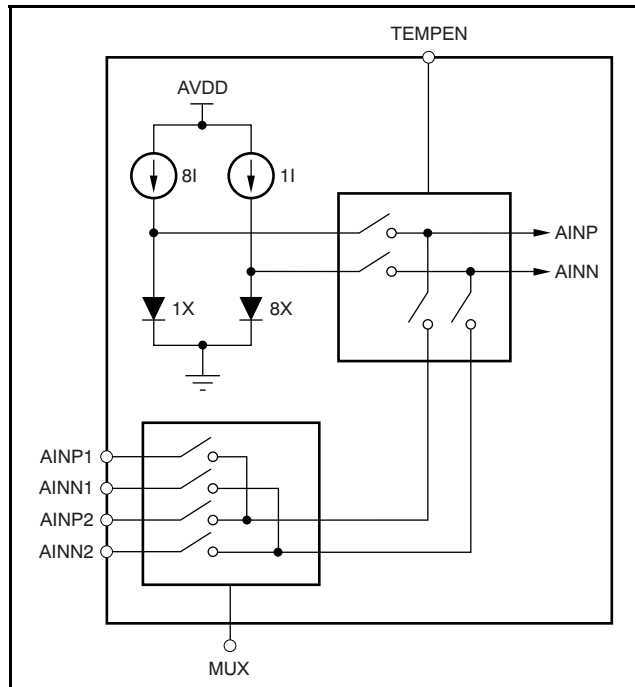 TEMPEN
AVDD
8I
1I
AINP
AINN
1X
8X
AINP1
AINN1
AINP2
AINN2
MUX